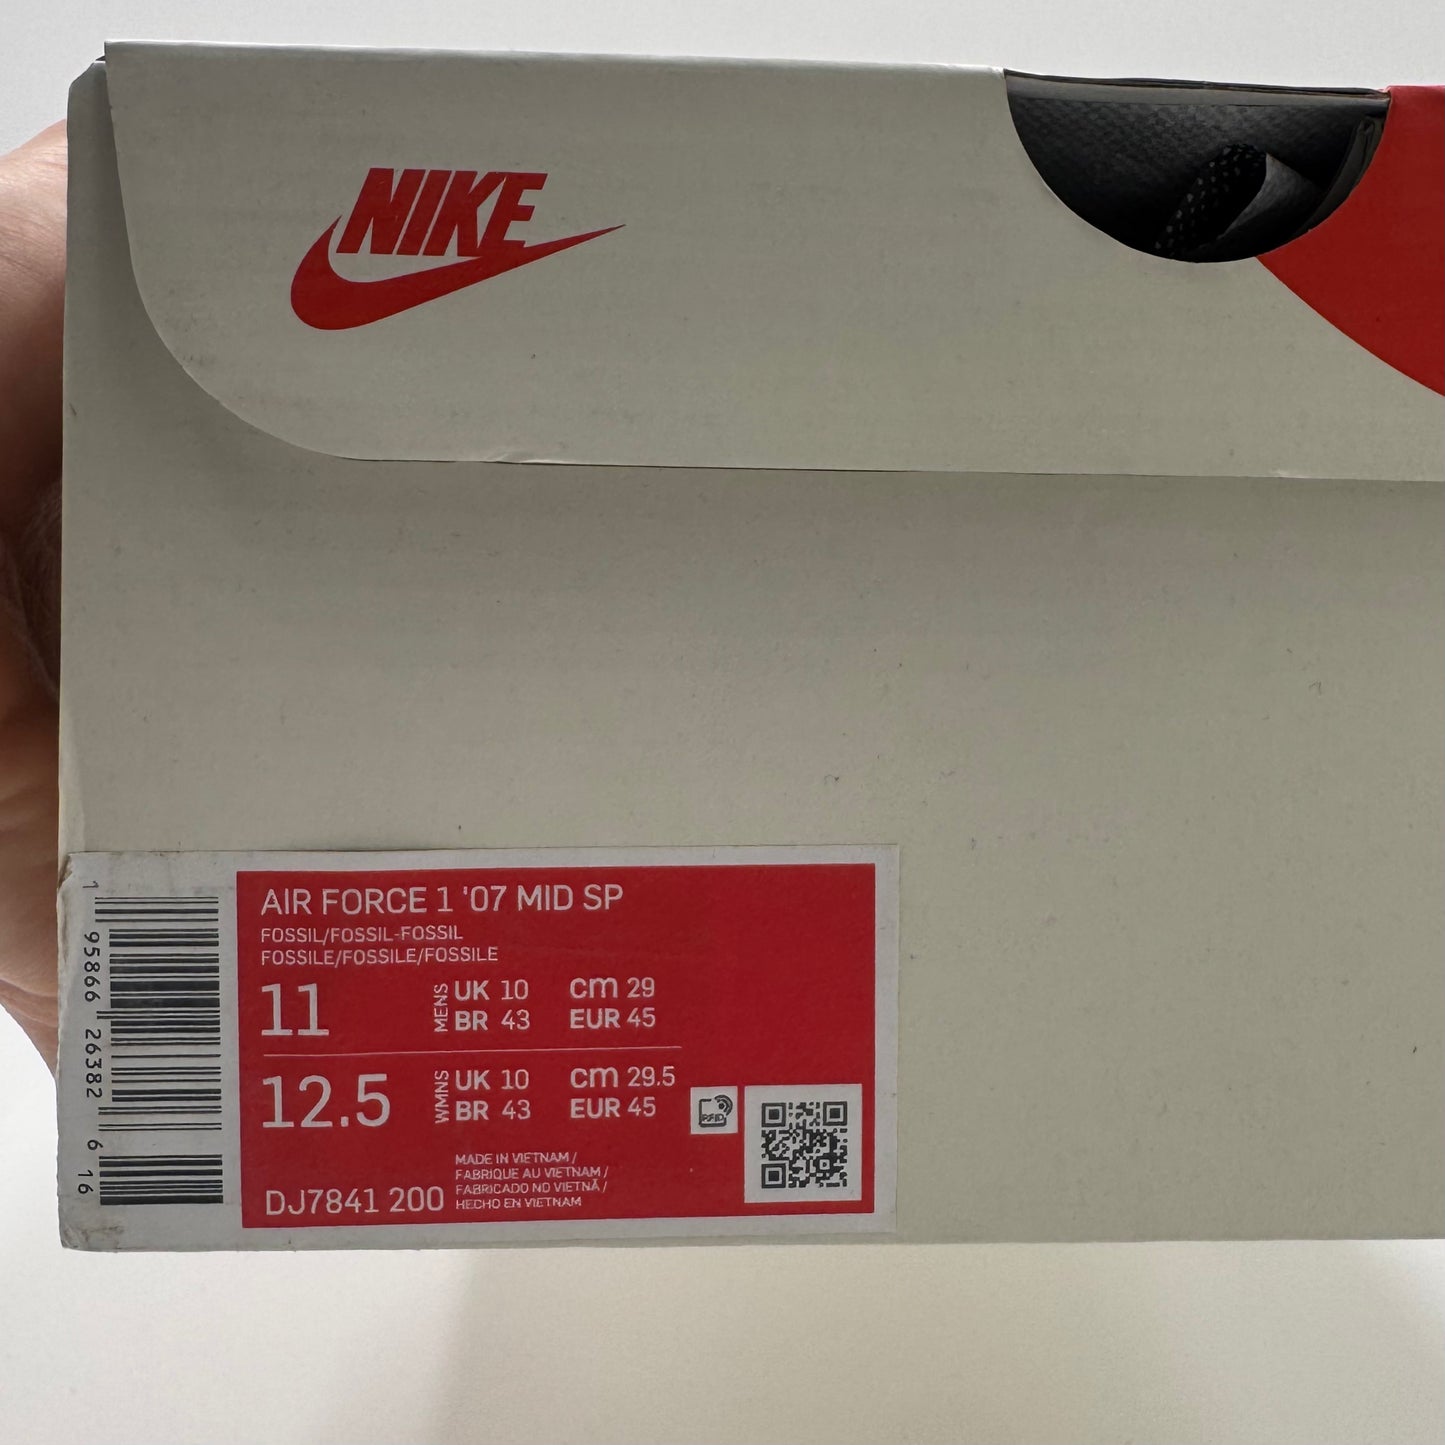 NIKE
AIR FORCE 1 '07 MID SP
FOSSIL/FOSSIL-FOSSIL
FOSSILE/FOSSILE/FOSSILE
11 MENS UK 10 cm 29
BR 43 EUR 45
12.5 WMNS UK 10 cm 29.5
BR 43 EUR 45
RFID
MADE IN VIETNAM /
FABRIQUE AU VIETNAM /
FABRICADO NO VIETNÃ /
HECHO EN VIETNAM
DJ7841 200
1 95866 26382 6 16